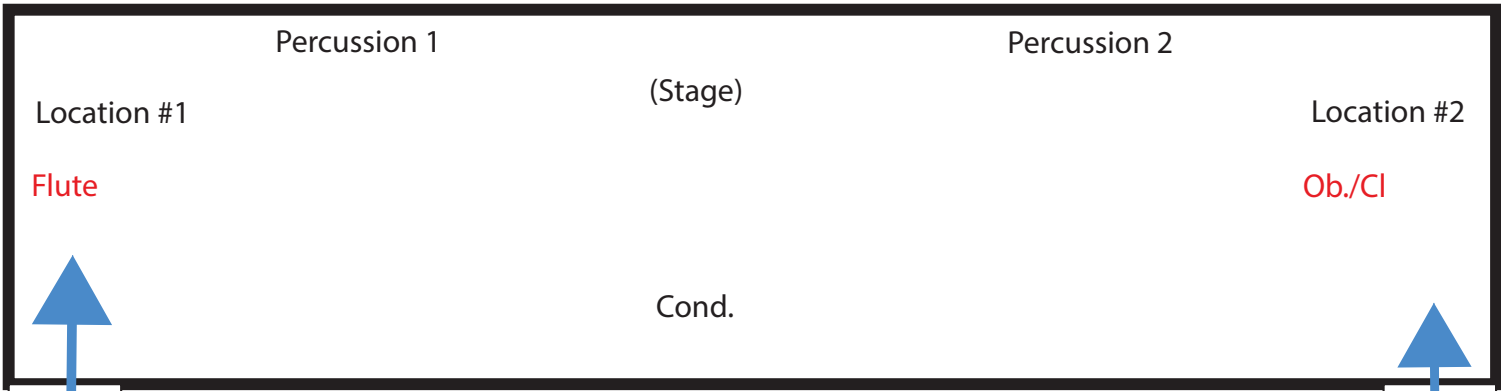 Percussion 1
Percussion 2
(Stage)
Location #1
Location #2
Flute
Ob./Cl
Cond.